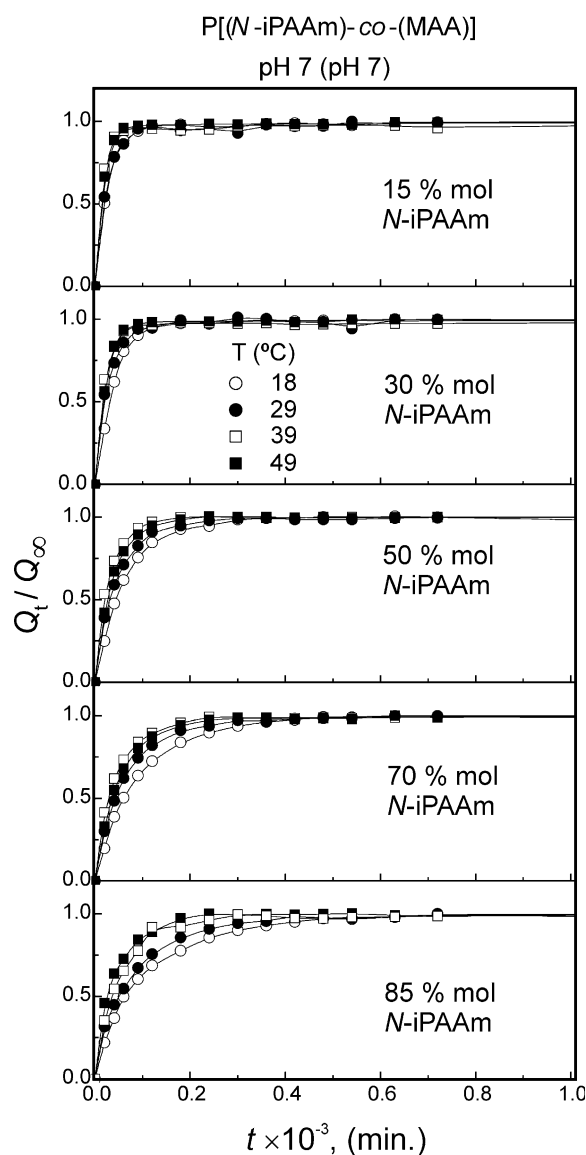 P[(N-iPAAm)-co-(MAA)]
pH 7 (pH 7)
1.0
0.5
0.0
15 % mol
N-iPAAm
1.0
0.5
0.0
T (ºC)
18
29
39
49
30 % mol
N-iPAAm
1.0
0.5
0.0
50 % mol
N-iPAAm
Qt / Q∞
1.0
0.5
0.0
70 % mol
N-iPAAm
1.0
0.5
0.0
85 % mol
N-iPAAm
0.0 0.2 0.4 0.6 0.8 1.0
t ×10⁻³, (min.)